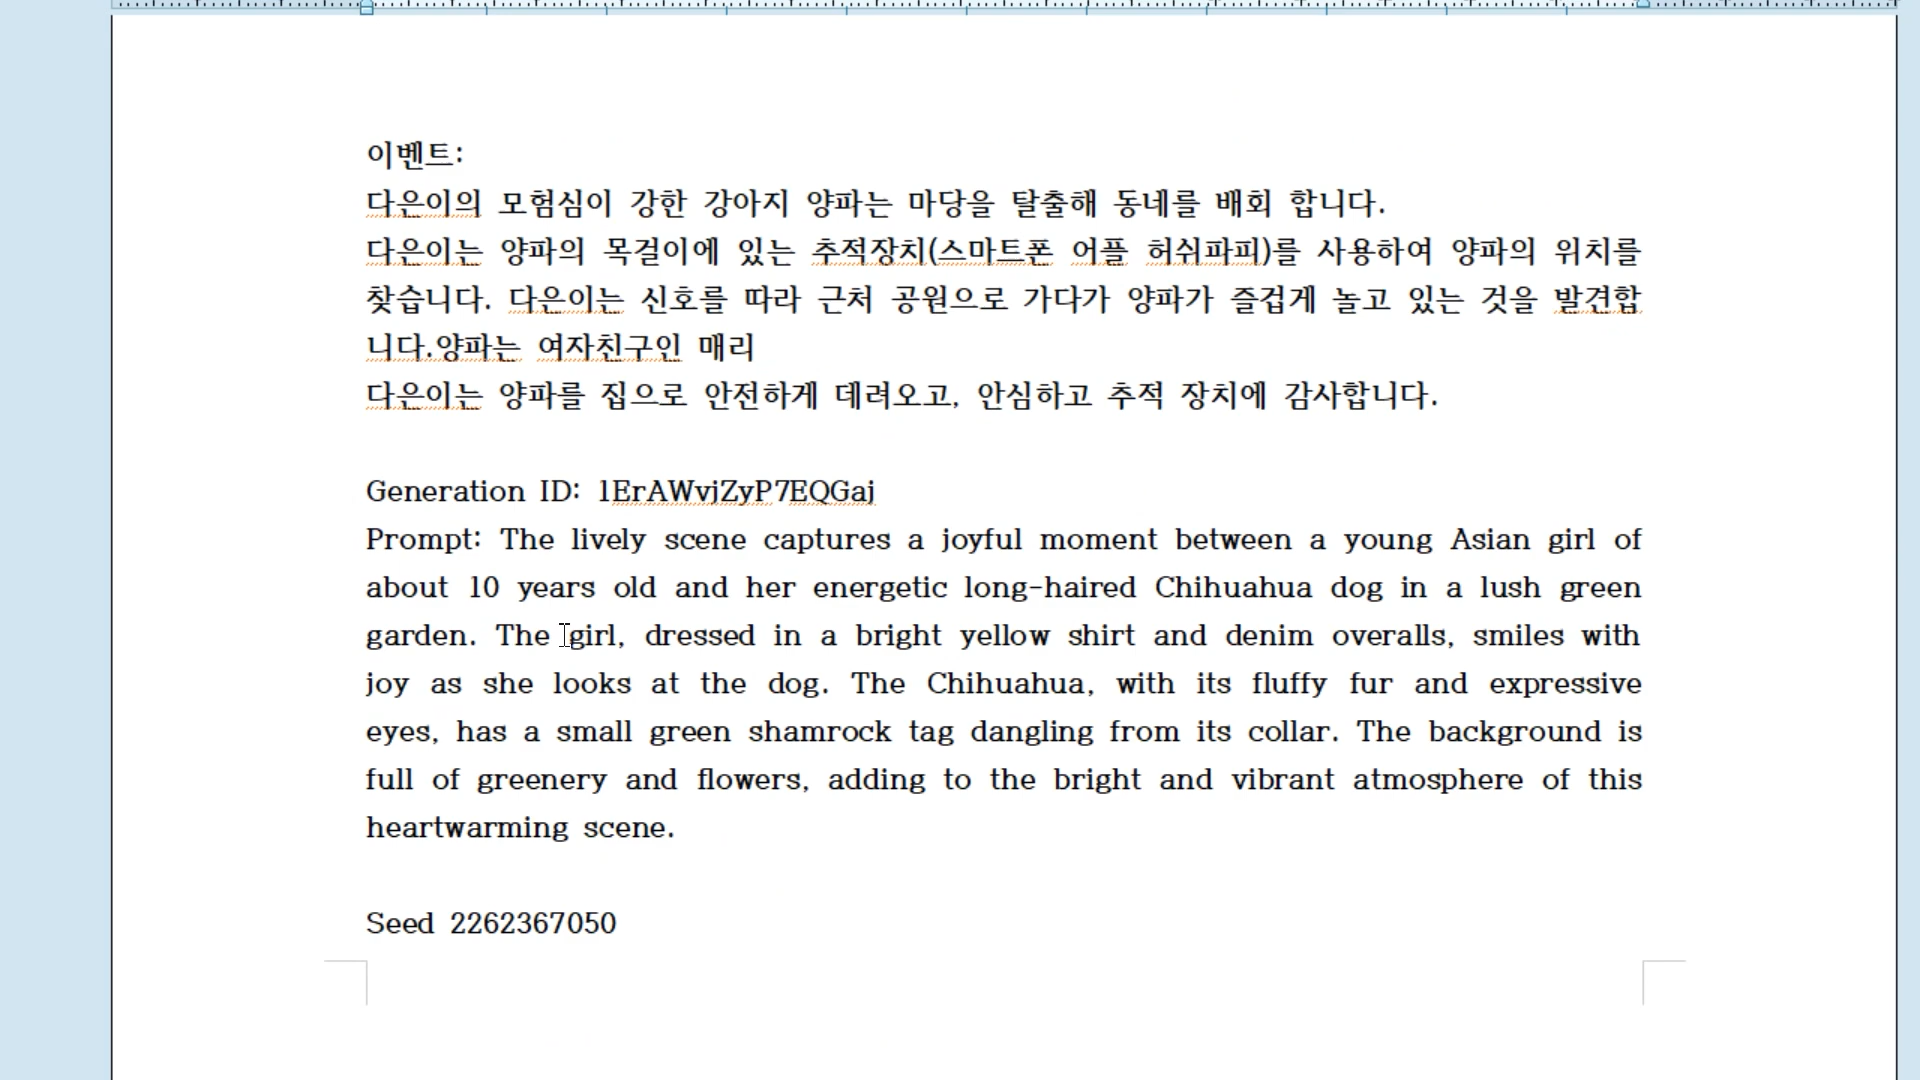 이벤트:
다은이의 모험심이 강한 강아지 양파는 마당을 탈출해 동네를 배회 합니다.
다은이는 양파의 목걸이에 있는 추적장치(스마트폰 어플 허쉬파피)를 사용하여 양파의 위치를
찾습니다. 다은이는 신호를 따라 근처 공원으로 가다가 양파가 즐겁게 놀고 있는 것을 발견합
니다.양파는 여자친구인 매리
다은이는 양파를 집으로 안전하게 데려오고, 안심하고 추적 장치에 감사합니다.
Generation ID: 1ErAWvjZyP7EQGaj
Prompt: The lively scene captures a joyful moment between a young Asian girl of
about 10 years old and her energetic long-haired Chihuahua dog in a lush green
garden. The girl, dressed in a bright yellow shirt and denim overalls, smiles with
joy as she looks at the dog. The Chihuahua, with its fluffy fur and expressive
eyes, has a small green shamrock tag dangling from its collar. The background is
full of greenery and flowers, adding to the bright and vibrant atmosphere of this
heartwarming scene.
Seed 2262367050